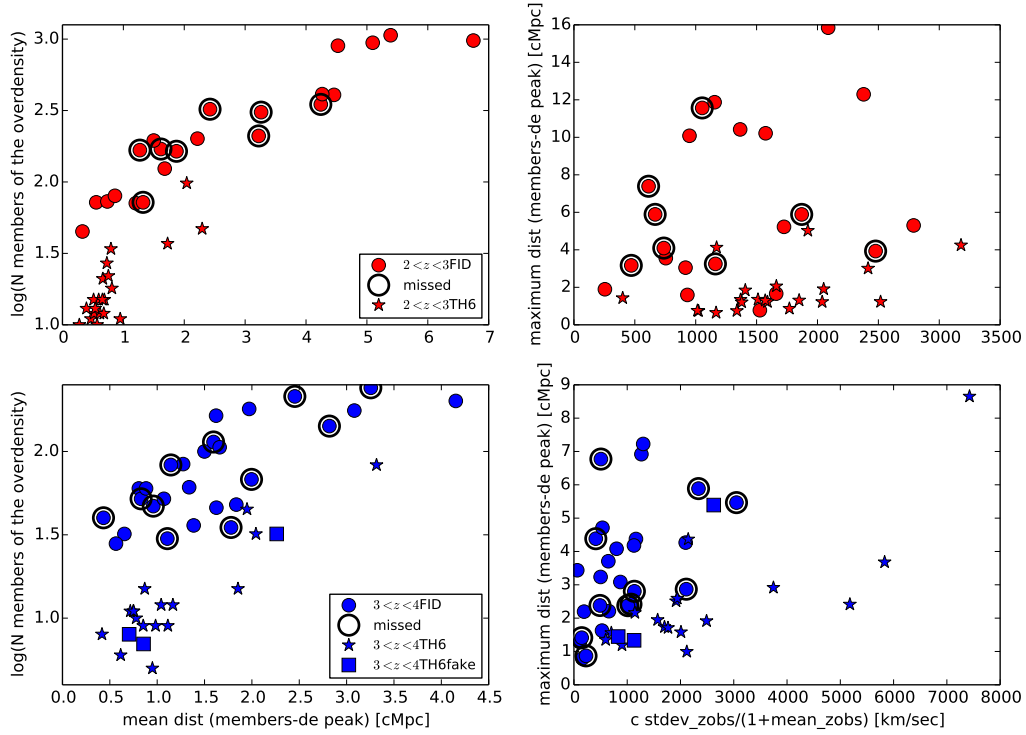 log(N members of the overdensity)
3.0
2.5
2.0
1.5
1.0
0 1 2 3 4 5 6 7
2<z<3FID
missed
2<z<3TH6
maximum dist (members-de peak) [cMpc]
16
14
12
10
8
6
4
2
0
0 500 1000 1500 2000 2500 3000 3500
log(N members of the overdensity)
2.0
1.5
1.0
0.0 0.5 1.0 1.5 2.0 2.5 3.0 3.5 4.0 4.5
mean dist (members-de peak) [cMpc]
3<z<4FID
missed
3<z<4TH6
3<z<4TH6fake
maximum dist (members-de peak) [cMpc]
9
8
7
6
5
4
3
2
1
0
0 1000 2000 3000 4000 5000 6000 7000 8000
c stdev_zobs/(1+mean_zobs) [km/sec]